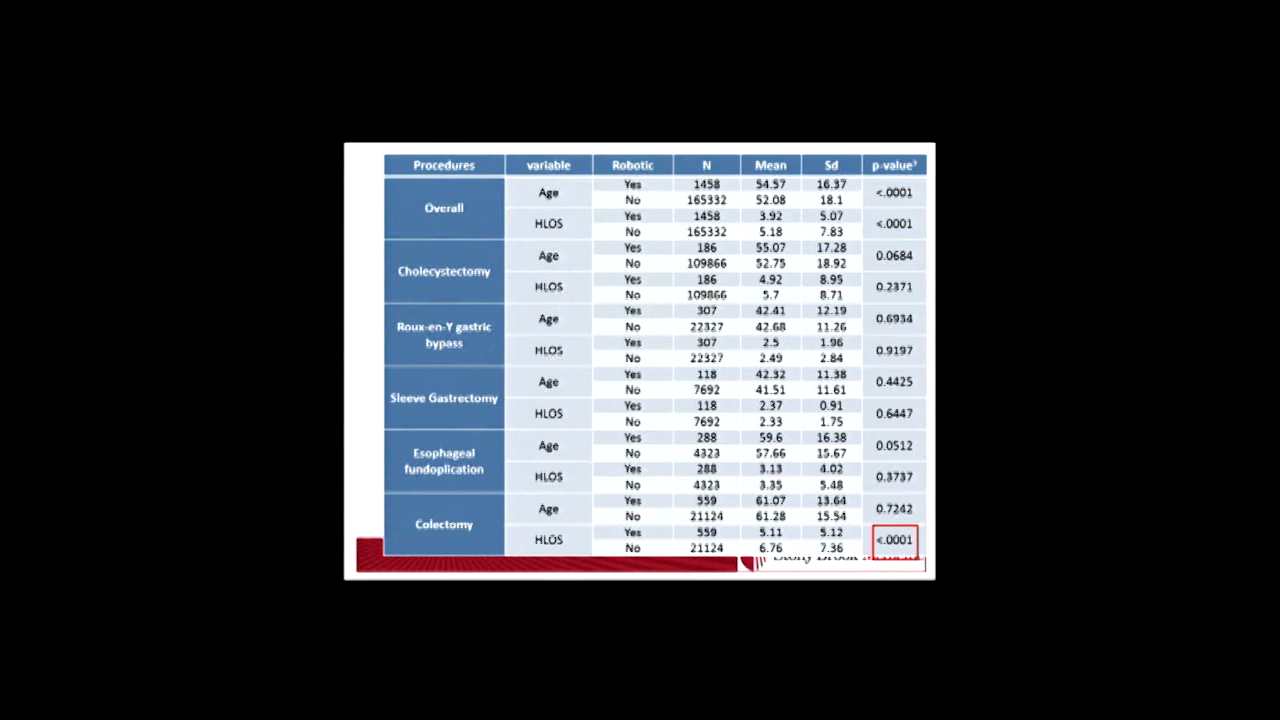 Procedures variable Robotic N Mean Sd p-value³
Overall Age Yes 1458 54.57 16.37 <.0001
No 165332 52.08 18.1
HLOS Yes 1458 3.92 5.07 <.0001
No 165332 5.18 7.83
Cholecystectomy Age Yes 186 55.07 17.28 0.0684
No 109866 52.75 18.92
HLOS Yes 186 4.92 8.95 0.2371
No 109866 5.7 8.71
Roux-en-Y gastric
bypass Age Yes 307 42.41 12.19 0.6934
No 22327 42.68 11.26
HLOS Yes 307 2.5 1.96 0.9197
No 22327 2.49 2.84
Sleeve Gastrectomy Age Yes 118 42.32 11.38 0.4425
No 7692 41.51 11.61
HLOS Yes 118 2.37 0.91 0.6447
No 7692 2.33 1.75
Esophageal
fundoplication Age Yes 288 59.6 16.38 0.0512
No 4323 57.66 15.67
HLOS Yes 288 3.13 4.02 0.3737
No 4323 3.35 5.48
Colectomy Age Yes 559 61.07 13.64 0.7242
No 21124 61.28 15.54
HLOS Yes 559 5.11 5.12 <.0001
No 21124 6.76 7.36
Stony Brook